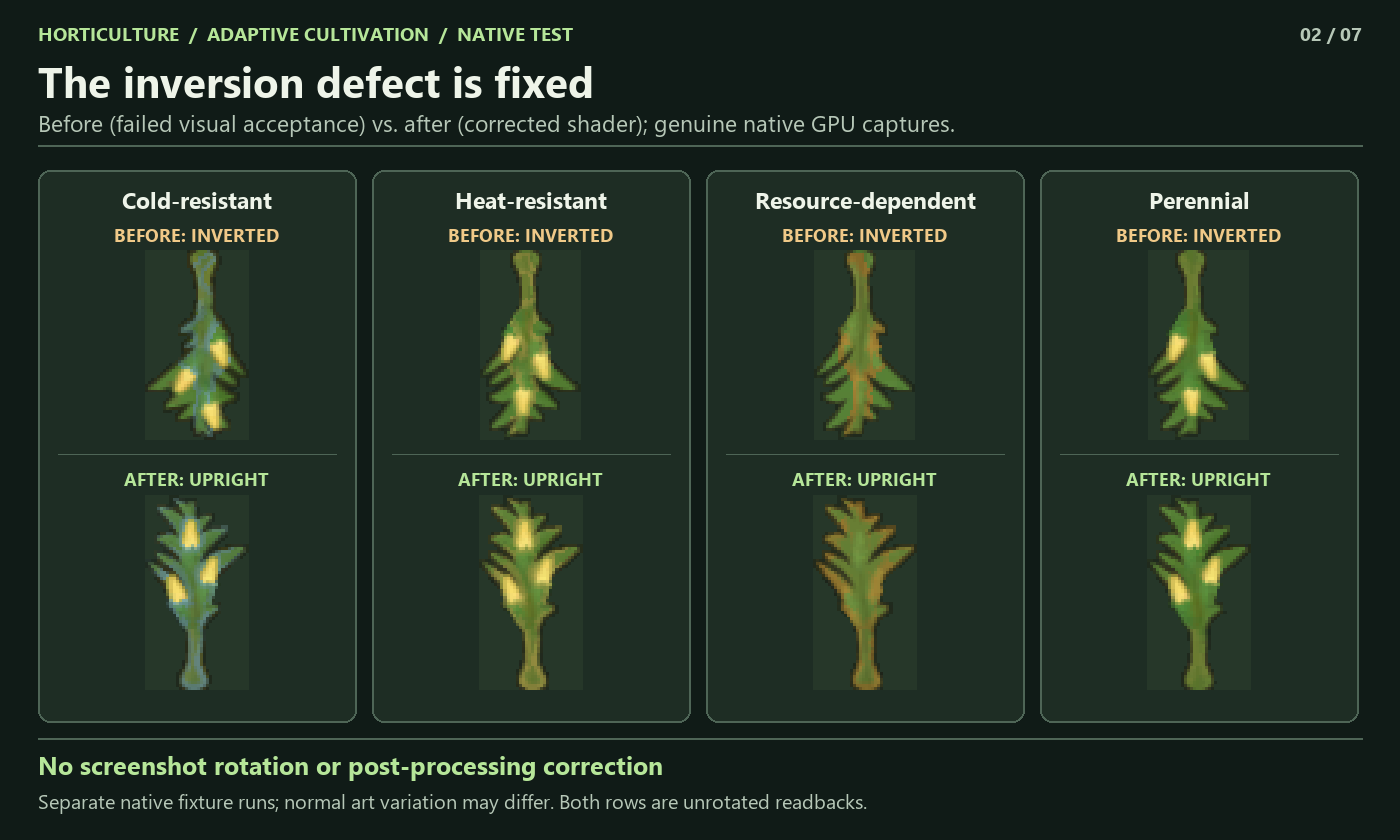 HORTICULTURE / ADAPTIVE CULTIVATION / NATIVE TEST
02 / 07
The inversion defect is fixed
Before (failed visual acceptance) vs. after (corrected shader); genuine native GPU captures.
Cold-resistant
BEFORE: INVERTED
AFTER: UPRIGHT
Heat-resistant
BEFORE: INVERTED
AFTER: UPRIGHT
Resource-dependent
BEFORE: INVERTED
AFTER: UPRIGHT
Perennial
BEFORE: INVERTED
AFTER: UPRIGHT
No screenshot rotation or post-processing correction
Separate native fixture runs; normal art variation may differ. Both rows are unrotated readbacks.